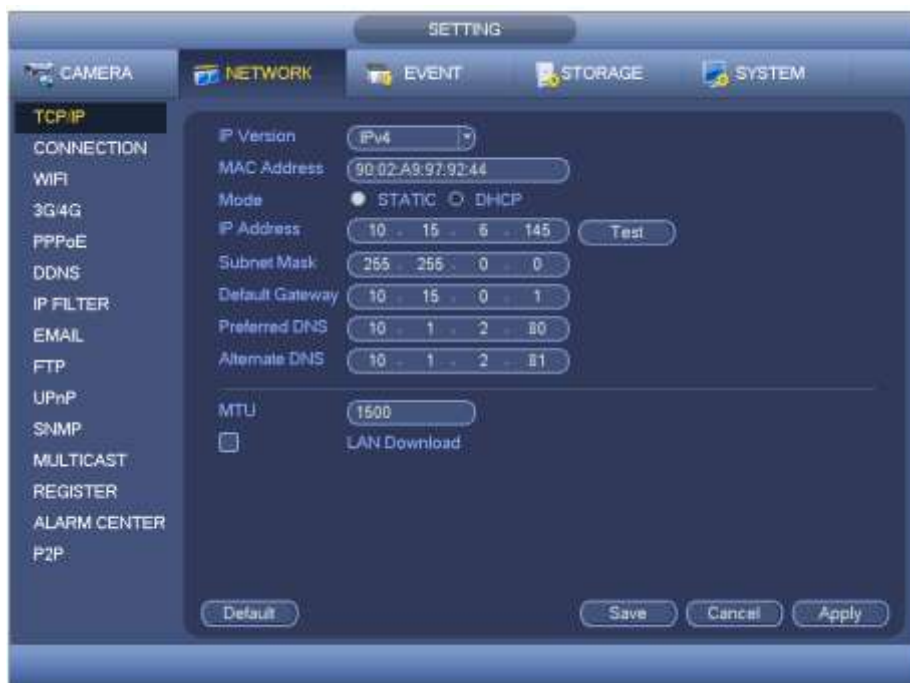 SETTING
CAMERA NETWORK EVENT STORAGE SYSTEM
TCP/IP
CONNECTION
WIFI
3G/4G
PPPoE
DDNS
IP FILTER
EMAIL
FTP
UPnP
SNMP
MULTICAST
REGISTER
ALARM CENTER
P2P
IP Version IPv4
MAC Address 90:02:A9:97:92:44
Mode STATIC DHCP
IP Address 10 . 15 . 6 . 145 Test
Subnet Mask 255 . 255 . 0 . 0
Default Gateway 10 . 15 . 0 . 1
Preferred DNS 10 . 1 . 2 . 80
Alternate DNS 10 . 1 . 2 . 81
MTU 1500
LAN Download
Default Save Cancel Apply